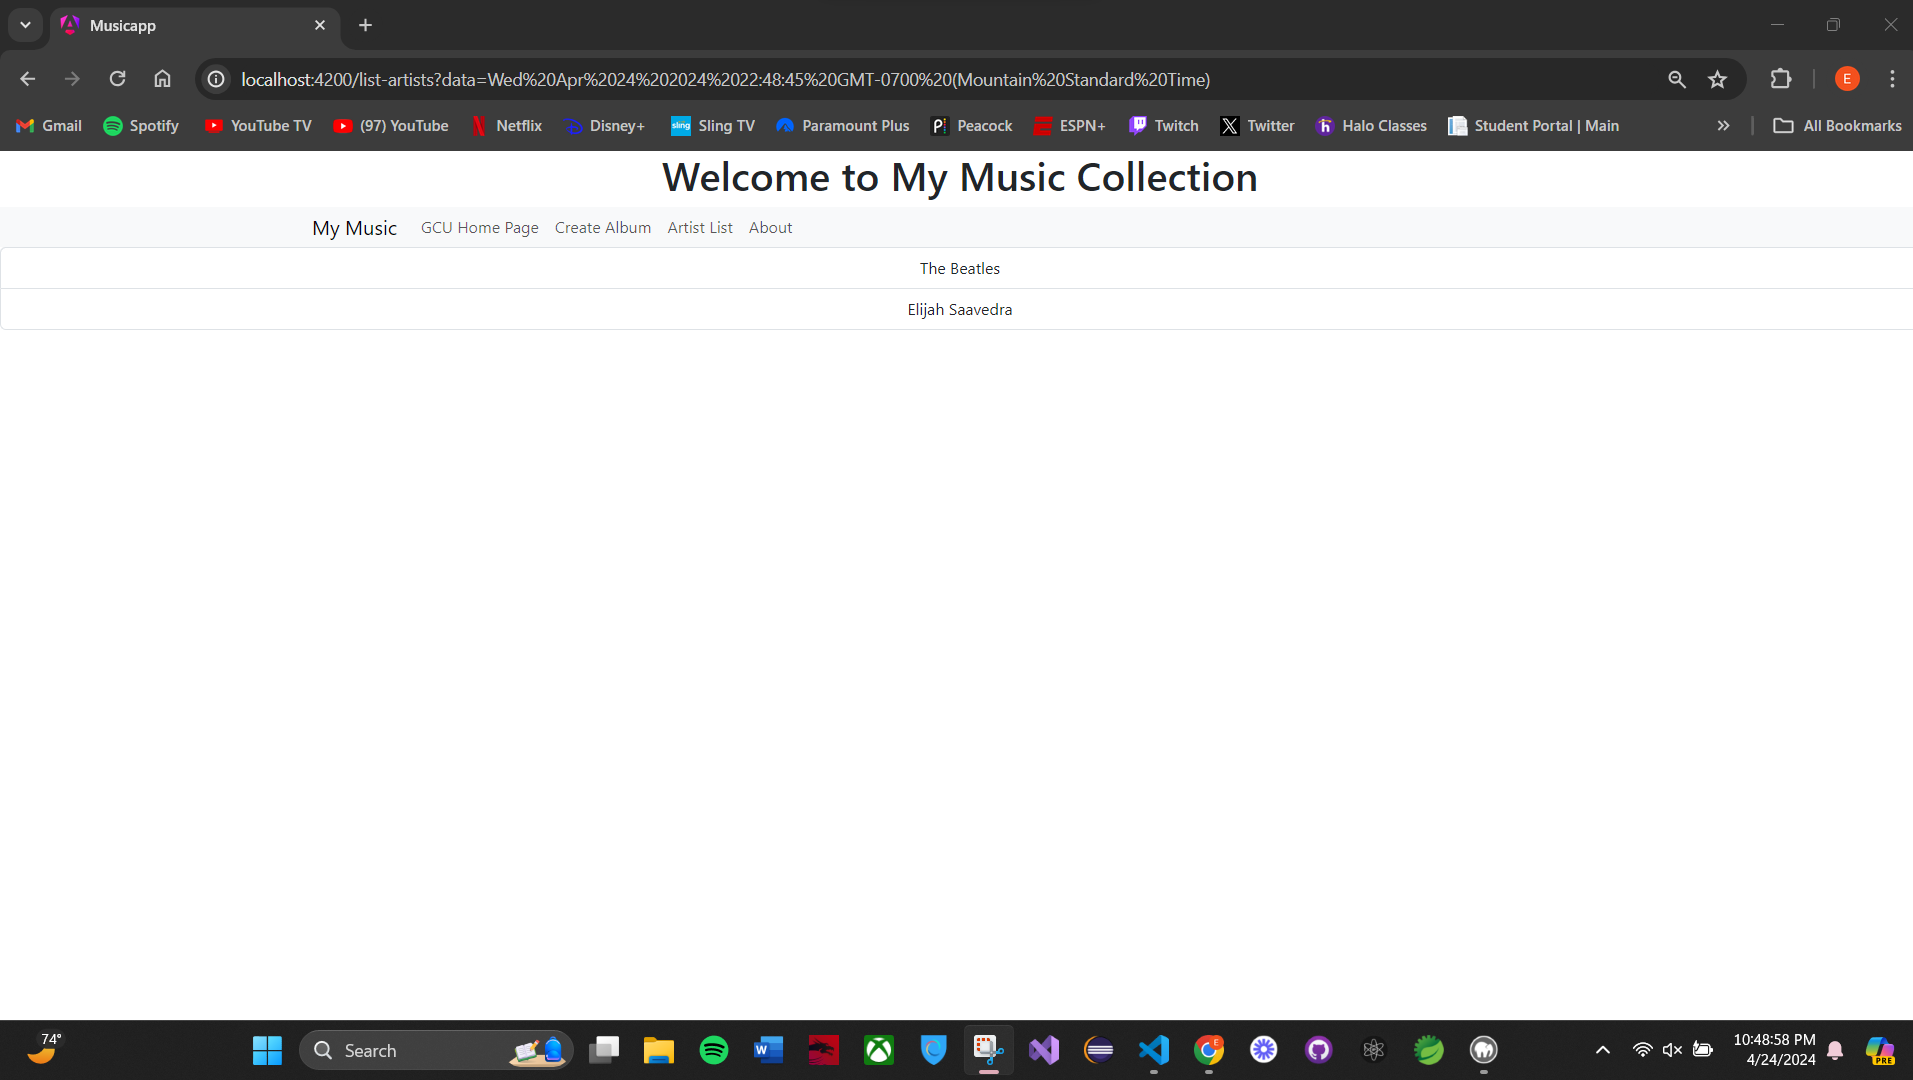 Musicapp
localhost:4200/list-artists?data=Wed%20Apr%2024%202024%2022:48:45%20GMT-0700%20(Mountain%20Standard%20Time)
E
Gmail Spotify YouTube TV (97) YouTube Netflix Disney+ sling Sling TV Paramount Plus Peacock ESPN+ Twitch Twitter Halo Classes Student Portal | Main All Bookmarks
Welcome to My Music Collection
My Music GCU Home Page Create Album Artist List About
The Beatles
Elijah Saavedra
74°
Search
10:48:58 PM
4/24/2024
PRE